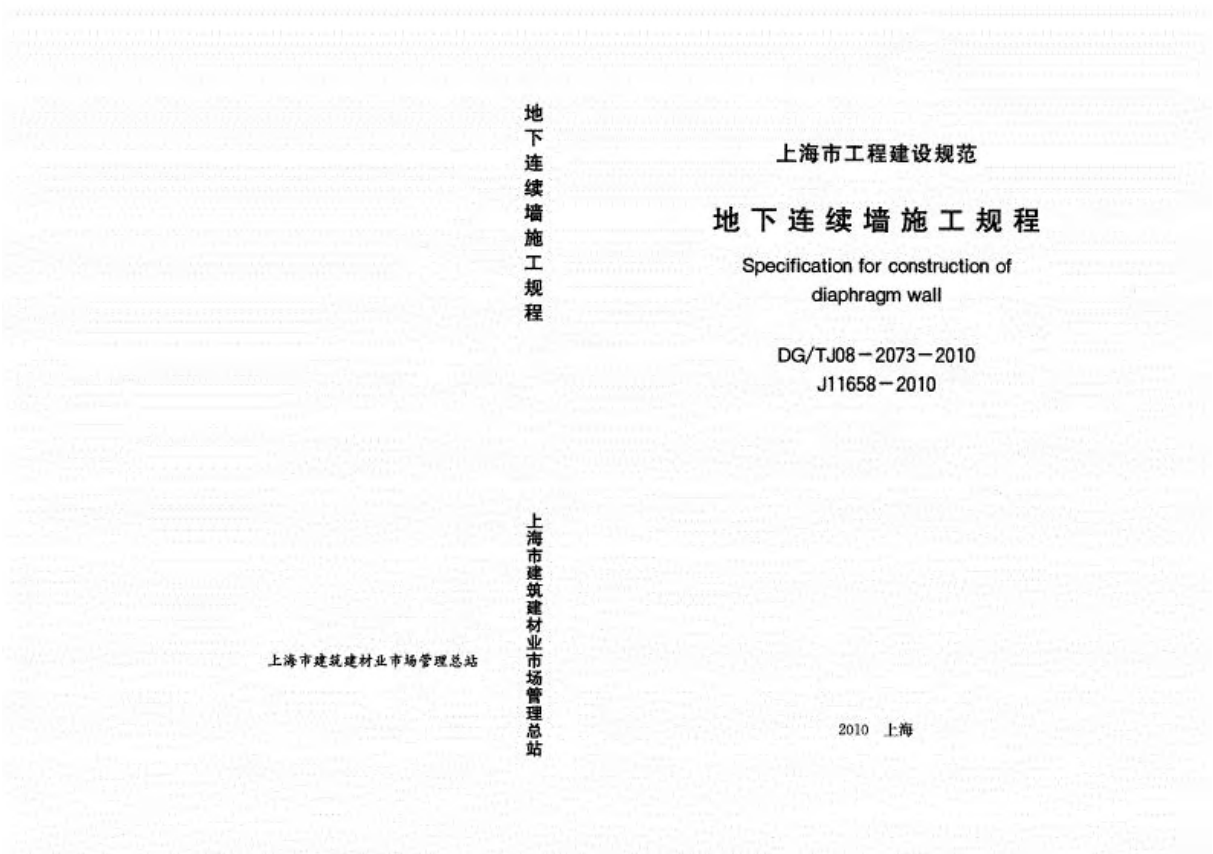 上海市建筑建材业市场管理总站
地下连续墙施工规程
上海市建筑建材业市场管理总站
上海市工程建设规范
地下连续墙施工规程
Specification for construction of
diaphragm wall
DG/TJ08-2073-2010
J11658-2010
2010 上海